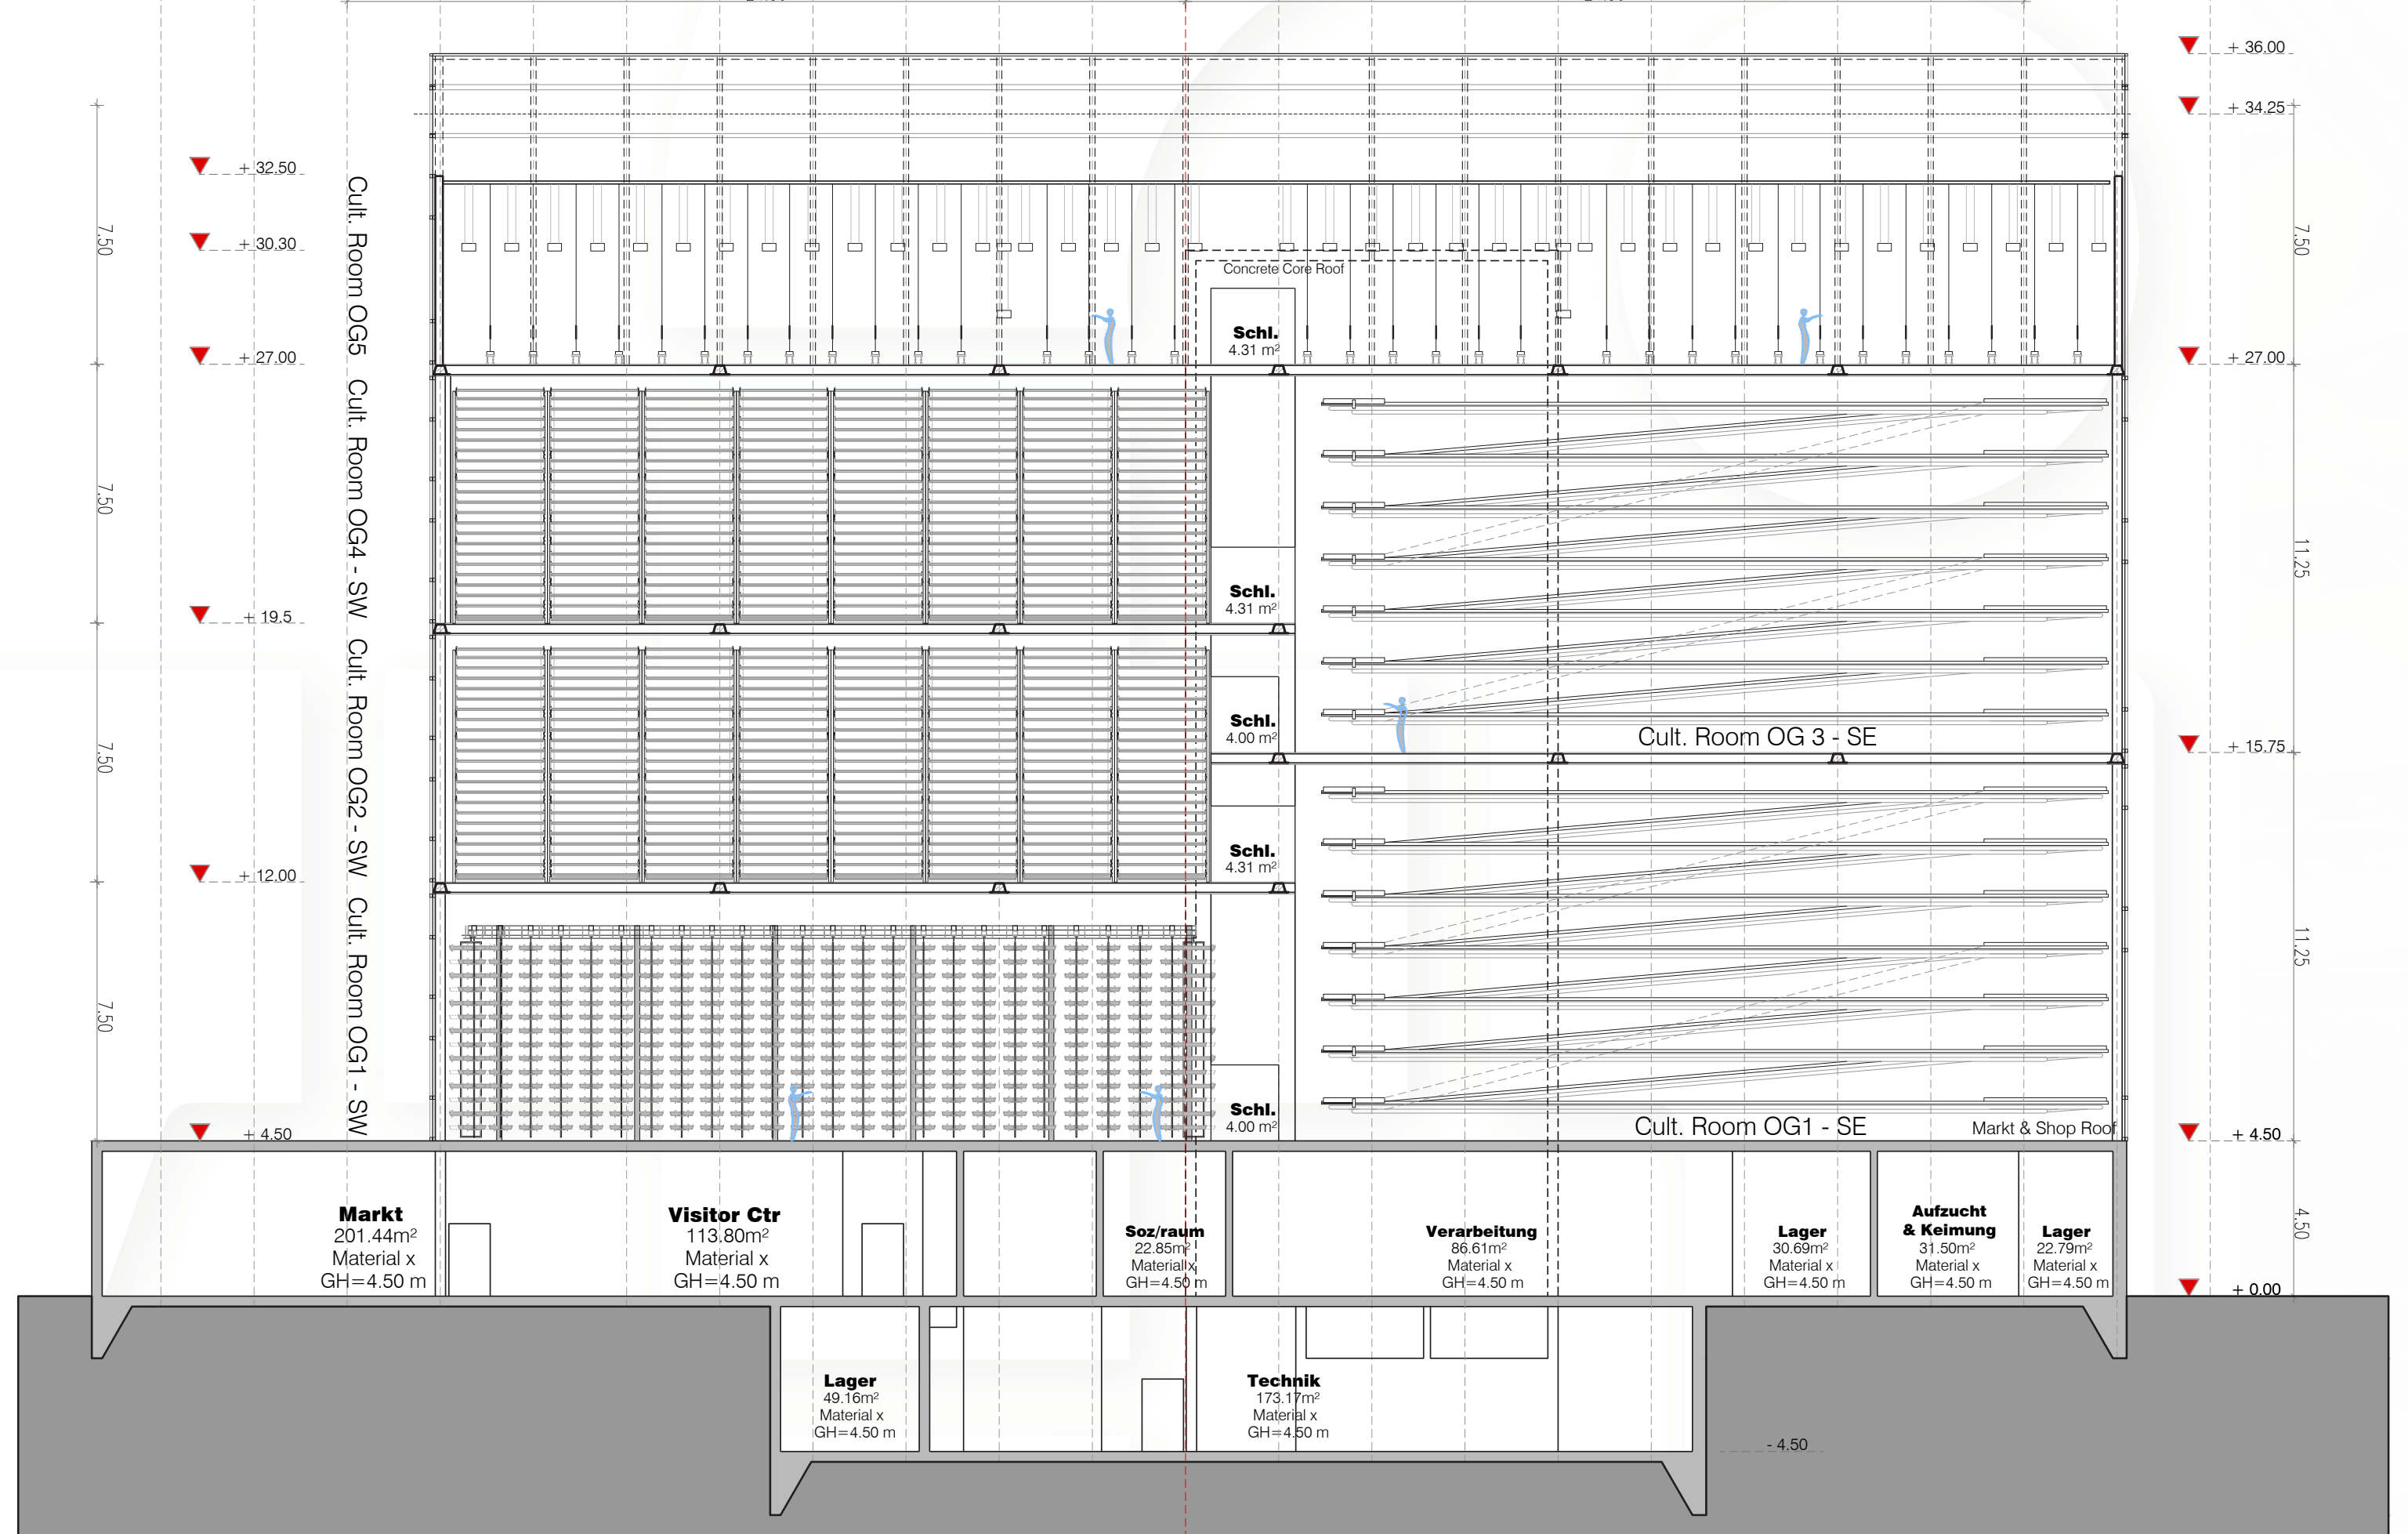 + 36.00
+ 34.25
+ 32.50
+ 30.30
+ 27.00
+ 27.00
+ 19.5
+ 15.75
+ 12.00
+ 4.50
+ 4.50
+ 0.00
- 4.50
7.50
7.50
7.50
7.50
7.50
11.25
11.25
4.50
Cult. Room OG5
Cult. Room OG4 - SW
Cult. Room OG2 - SW
Cult. Room OG1 - SW
Concrete Core Roof
Schl.
4.31 m²
Schl.
4.31 m²
Schl.
4.00 m²
Schl.
4.31 m²
Schl.
4.00 m²
Cult. Room OG 3 - SE
Cult. Room OG1 - SE
Markt & Shop Roof
Markt
201.44m²
Material x
GH=4.50 m
Visitor Ctr
113.80m²
Material x
GH=4.50 m
Soz/raum
22.85m²
Material x
GH=4.50 m
Verarbeitung
86.61m²
Material x
GH=4.50 m
Lager
30.69m²
Material x
GH=4.50 m
Aufzucht
& Keimung
31.50m²
Material x
GH=4.50 m
Lager
22.79m²
Material x
GH=4.50 m
Lager
49.16m²
Material x
GH=4.50 m
Technik
173.17m²
Material x
GH=4.50 m